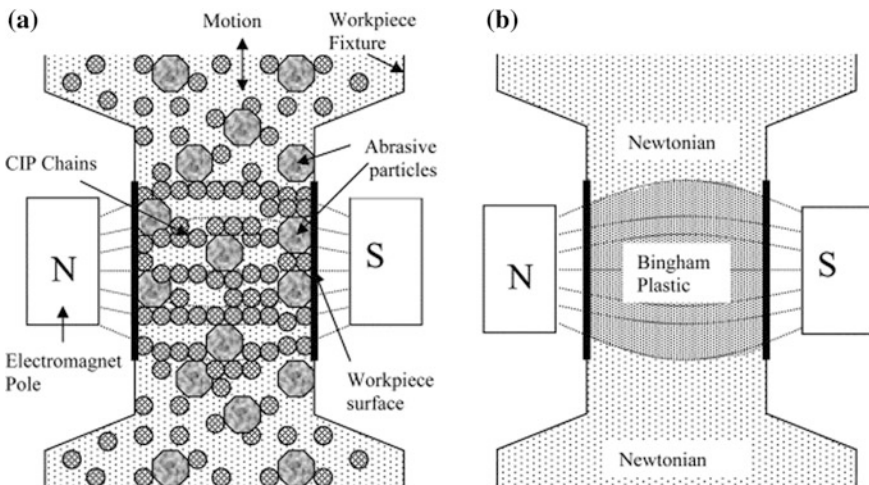 (a)
Motion
Workpiece
Fixture
CIP Chains
Abrasive
particles
N
S
Electromagnet
Pole
Workpiece
surface
(b)
Newtonian
N
Bingham
Plastic
S
Newtonian